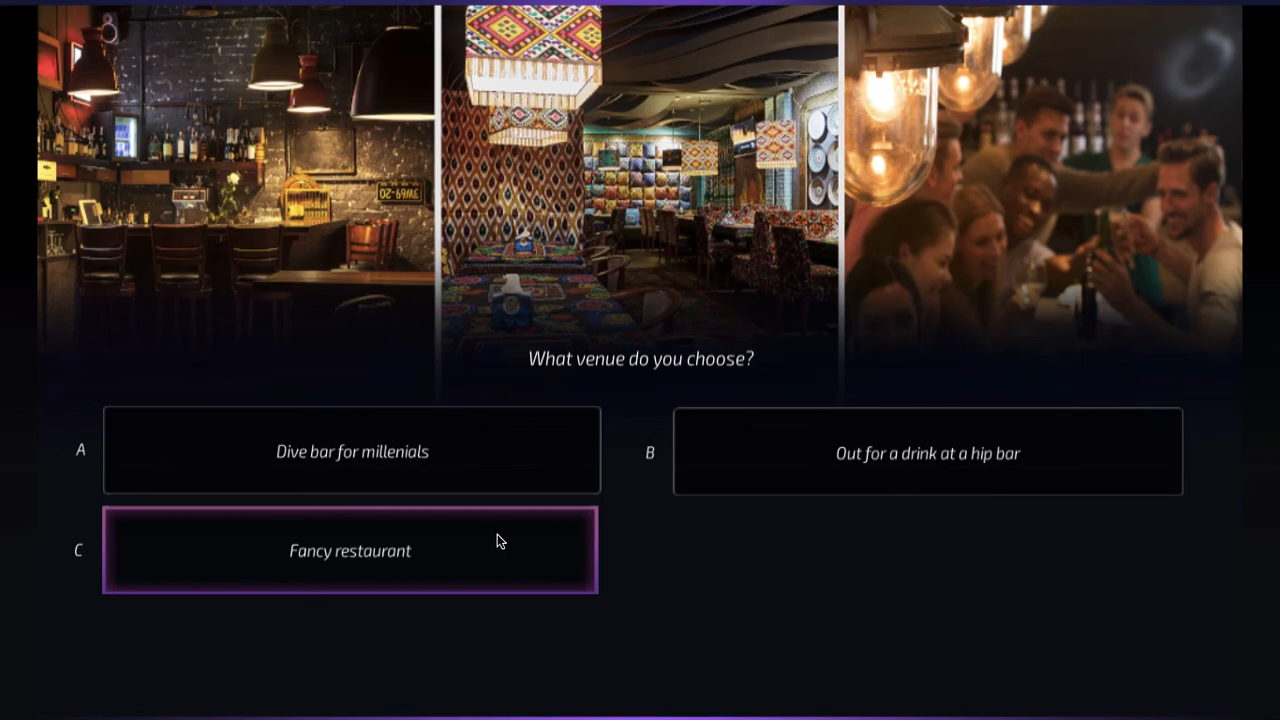 What venue do you choose?
A
Dive bar for millenials
B
Out for a drink at a hip bar
C
Fancy restaurant